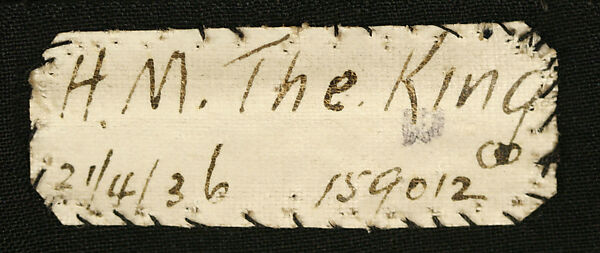 H. M. The King
21/4/36 159012